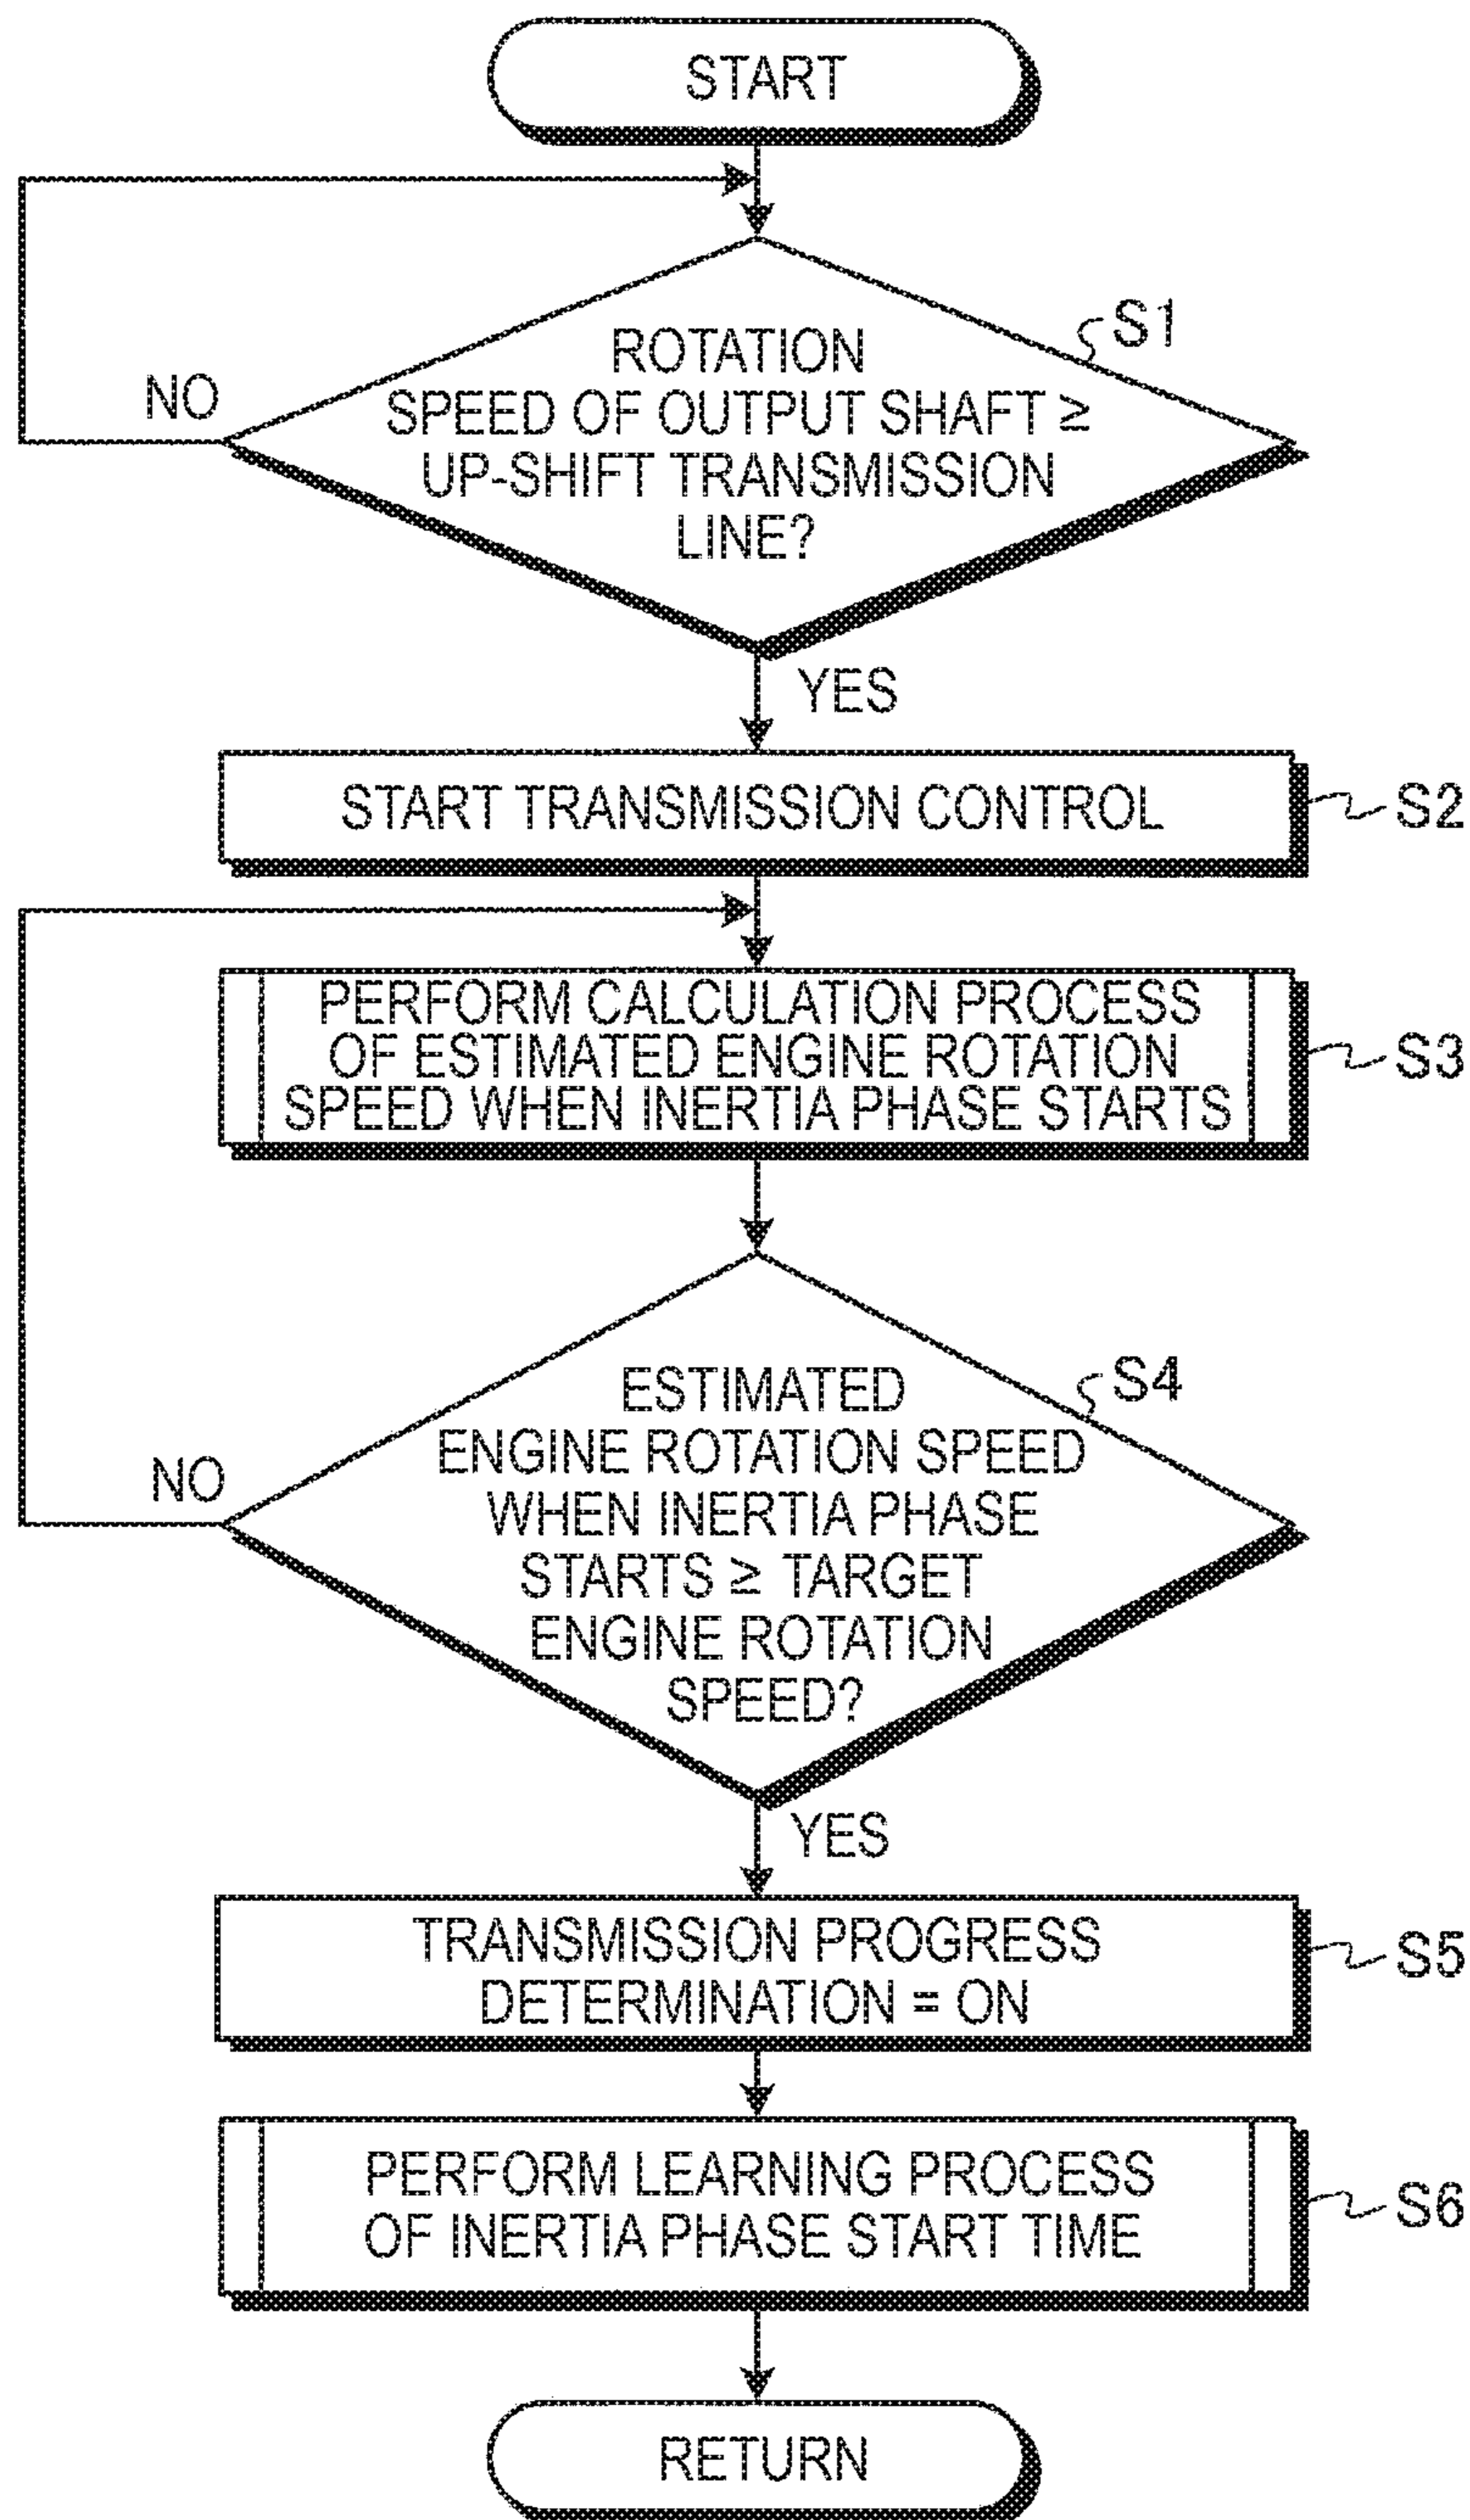 START
S1
ROTATION
SPEED OF OUTPUT SHAFT ≥
UP-SHIFT TRANSMISSION
LINE?
NO
YES
START TRANSMISSION CONTROL
S2
PERFORM CALCULATION PROCESS
OF ESTIMATED ENGINE ROTATION
SPEED WHEN INERTIA PHASE STARTS
S3
S4
ESTIMATED
ENGINE ROTATION SPEED
WHEN INERTIA PHASE
STARTS ≥ TARGET
ENGINE ROTATION
SPEED?
NO
YES
TRANSMISSION PROGRESS
DETERMINATION = ON
S5
PERFORM LEARNING PROCESS
OF INERTIA PHASE START TIME
S6
RETURN